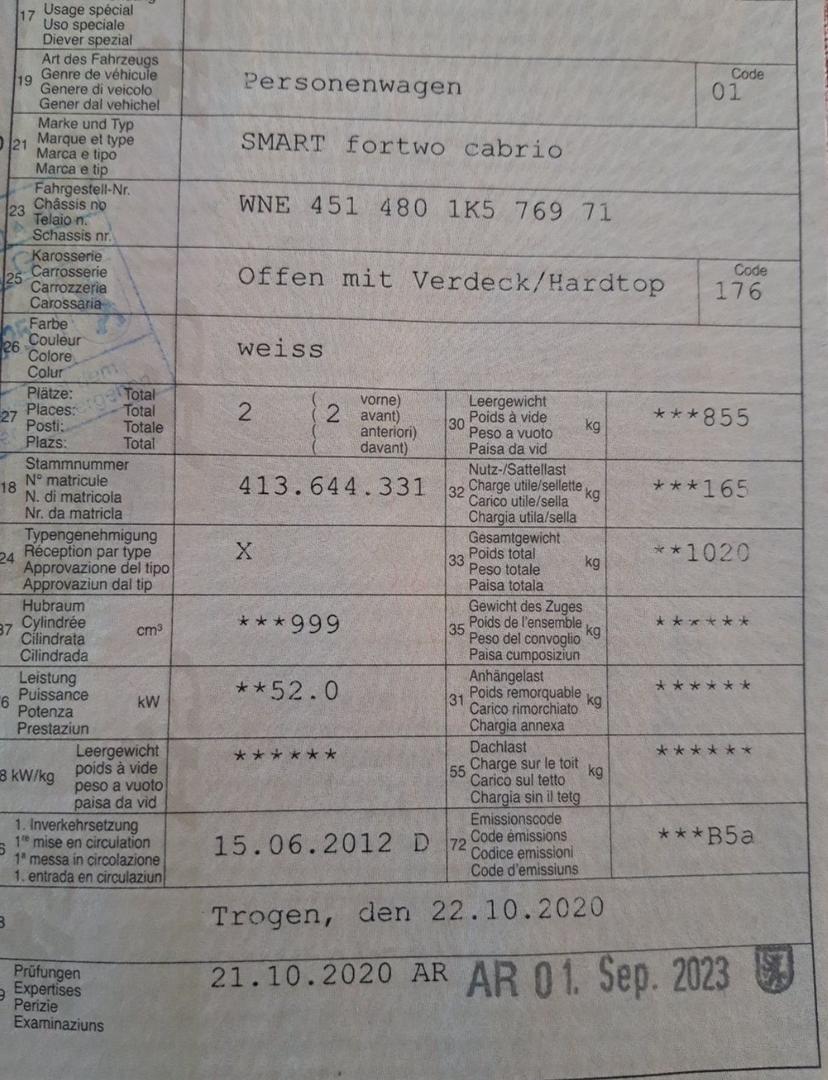 17 Usage spécial
Uso speciale
Diever spezial
19 Art des Fahrzeugs
Genre de véhicule
Genere di veicolo
Gener dal vehichel
Personenwagen
Code
01
21 Marke und Typ
Marque et type
Marca e tipo
Marca e tip
SMART fortwo cabrio
23 Fahrgestell-Nr.
Châssis no
Telaio n.
Schassis nr.
WNE 451 480 1K5 769 71
25 Karosserie
Carrosserie
Carrozzeria
Carossaria
Offen mit Verdeck/Hardtop
Code
176
26 Farbe
Couleur
Colore
Colur
weiss
27 Plätze: Total
Places: Total
Posti: Totale
Plazs: Total
2 ( 2 vorne)
( avant)
( anteriori)
( davant)
30 Leergewicht
Poids à vide
Peso a vuoto
Paisa da vid
kg
***855
18 Stammnummer
N° matricule
N. di matricola
Nr. da matricla
413.644.331
32 Nutz-/Sattellast
Charge utile/sellette
Carico utile/sella
Chargia utila/sella
kg
***165
24 Typengenehmigung
Réception par type
Approvazione del tipo
Approvaziun dal tip
X
33 Gesamtgewicht
Poids total
Peso totale
Paisa totala
kg
**1020
37 Hubraum
Cylindrée
Cilindrata
Cilindrada
cm³
***999
35 Gewicht des Zuges
Poids de l'ensemble
Peso del convoglio
Paisa cumposiziun
kg
******
6 Leistung
Puissance
Potenza
Prestaziun
kW
**52.0
31 Anhängelast
Poids remorquable
Carico rimorchiato
Chargia annexa
kg
******
8 kW/kg
Leergewicht
poids à vide
peso a vuoto
paisa da vid
******
55 Dachlast
Charge sur le toit
Carico sul tetto
Chargia sin il tetg
kg
******
1. Inverkehrsetzung
1re mise en circulation
1a messa in circolazione
1. entrada en circulaziun
15.06.2012 D
72 Emissionscode
Code émissions
Codice emissioni
Code d'emissiuns
***B5a
Trogen, den 22.10.2020
9 Prüfungen
Expertises
Perizie
Examinaziuns
21.10.2020 AR
AR 01. Sep. 2023